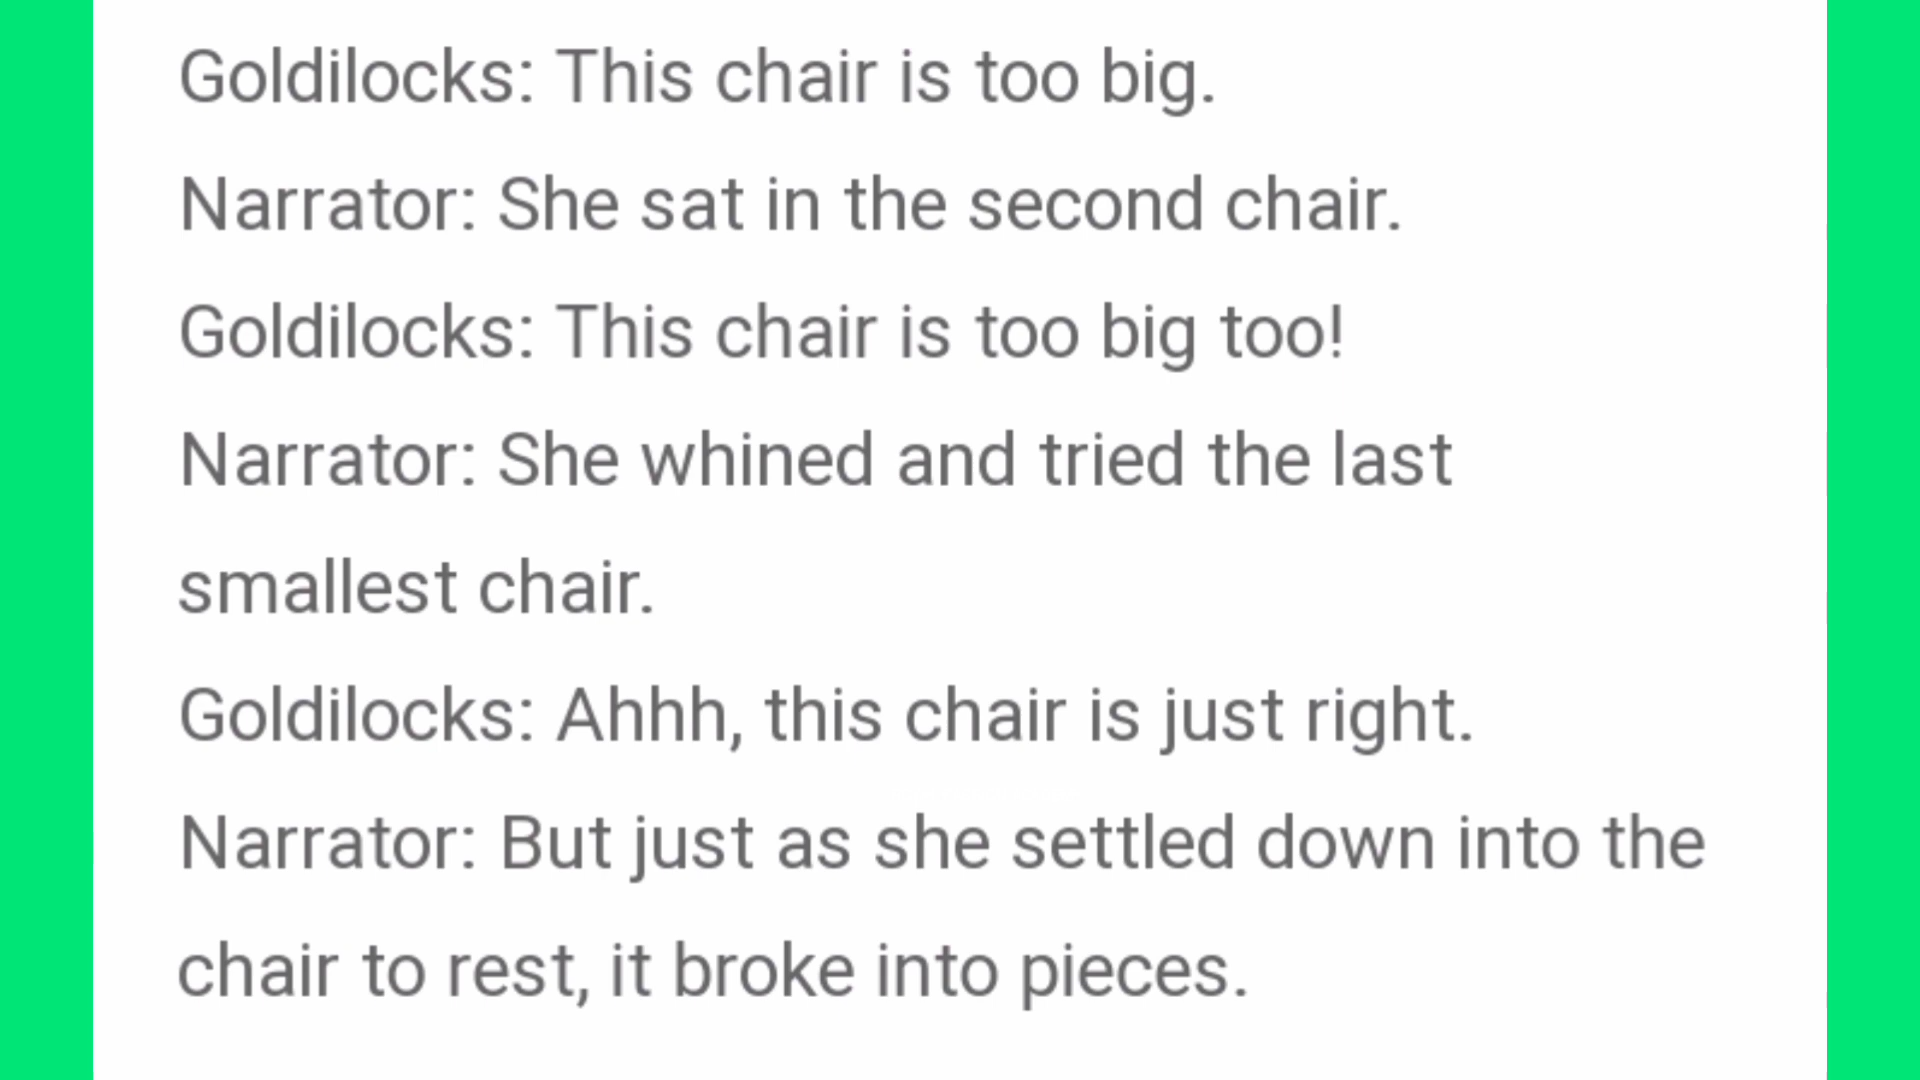 Goldilocks: This chair is too big.
Narrator: She sat in the second chair.
Goldilocks: This chair is too big too!
Narrator: She whined and tried the last
smallest chair.
Goldilocks: Ahhh, this chair is just right.
Narrator: But just as she settled down into the
chair to rest, it broke into pieces.